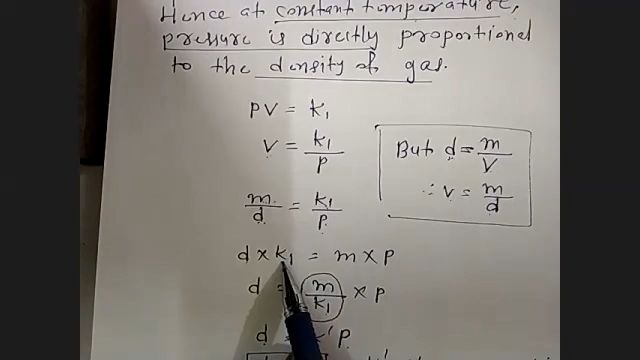 Hence at constant temperature,
pressure is directly proportional
to the density of gas.
PV = K₁
V = K₁/P
But d = m/V
∴ V = m/d
m/d = K₁/P
d × K₁ = m × P
d = m/K₁ × P
d = K' P